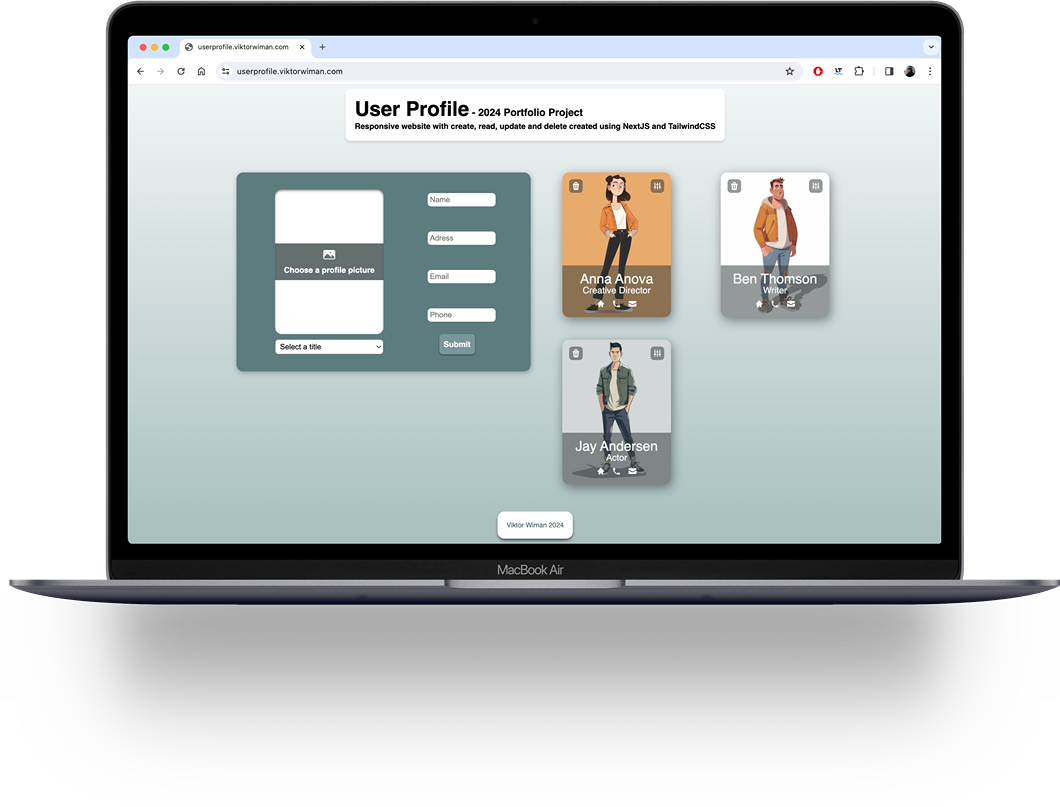 userprofile.viktorwiman.com
userprofile.viktorwiman.com
User Profile - 2024 Portfolio Project
Responsive website with create, read, update and delete created using NextJS and TailwindCSS
Choose a profile picture
Select a title
Name
Adress
Email
Phone
Submit
Anna Anova
Creative Director
Ben Thomson
Writer
Jay Andersen
Actor
Viktor Wiman 2024
MacBook Air